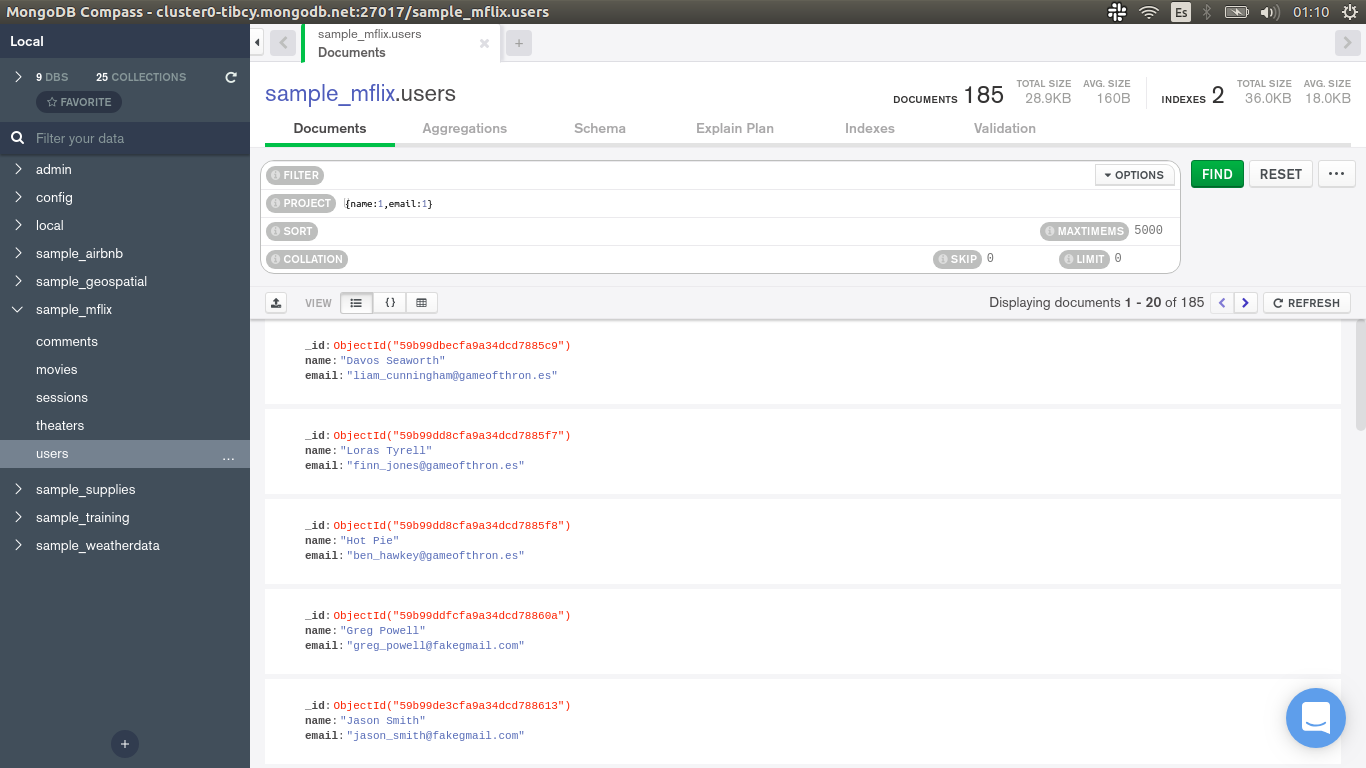 MongoDB Compass - cluster0-tibcy.mongodb.net:27017/sample_mflix.users
Es
01:10
Local
9 DBS 25 COLLECTIONS
FAVORITE
Filter your data
admin
config
local
sample_airbnb
sample_geospatial
sample_mflix
comments
movies
sessions
theaters
users ...
sample_supplies
sample_training
sample_weatherdata
+
sample_mflix.users
Documents
+
sample_mflix.users
DOCUMENTS 185
TOTAL SIZE
28.9KB
AVG. SIZE
160B
INDEXES 2
TOTAL SIZE
36.0KB
AVG. SIZE
18.0KB
Documents Aggregations Schema Explain Plan Indexes Validation
FILTER OPTIONS
PROJECT {name:1,email:1}
SORT MAXTIMEMS 5000
COLLATION SKIP 0 LIMIT 0
FIND RESET ...
VIEW {} Displaying documents 1 - 20 of 185 REFRESH
_id:ObjectId("59b99dbecfa9a34dcd7885c9")
name:"Davos Seaworth"
email:"liam_cunningham@gameofthron.es"
_id:ObjectId("59b99dd8cfa9a34dcd7885f7")
name:"Loras Tyrell"
email:"finn_jones@gameofthron.es"
_id:ObjectId("59b99dd8cfa9a34dcd7885f8")
name:"Hot Pie"
email:"ben_hawkey@gameofthron.es"
_id:ObjectId("59b99ddfcfa9a34dcd78860a")
name:"Greg Powell"
email:"greg_powell@fakegmail.com"
_id:ObjectId("59b99de3cfa9a34dcd788613")
name:"Jason Smith"
email:"jason_smith@fakegmail.com"